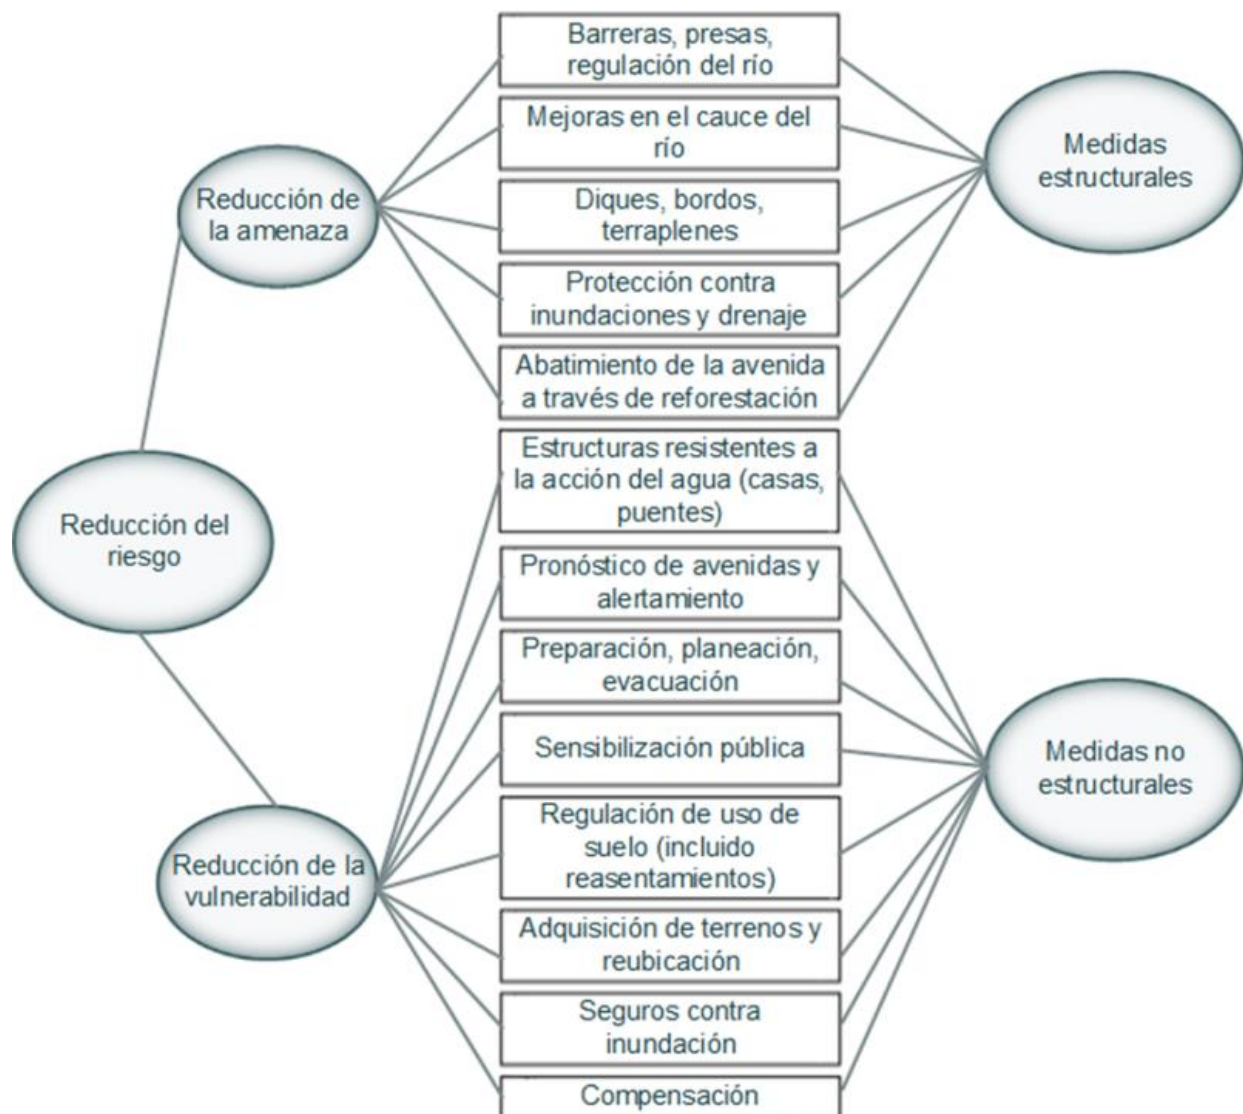 Barreras, presas,
regulación del río
Mejoras en el cauce del
río
Diques, bordos,
terraplenes
Protección contra
inundaciones y drenaje
Abatimiento de la avenida
a través de reforestación
Estructuras resistentes a
la acción del agua (casas,
puentes)
Pronóstico de avenidas y
alertamiento
Preparación, planeación,
evacuación
Sensibilización pública
Regulación de uso de
suelo (incluido
reasentamientos)
Adquisición de terrenos y
reubicación
Seguros contra
inundación
Compensación
Reducción de
la amenaza
Reducción del
riesgo
Reducción de la
vulnerabilidad
Medidas
estructurales
Medidas no
estructurales